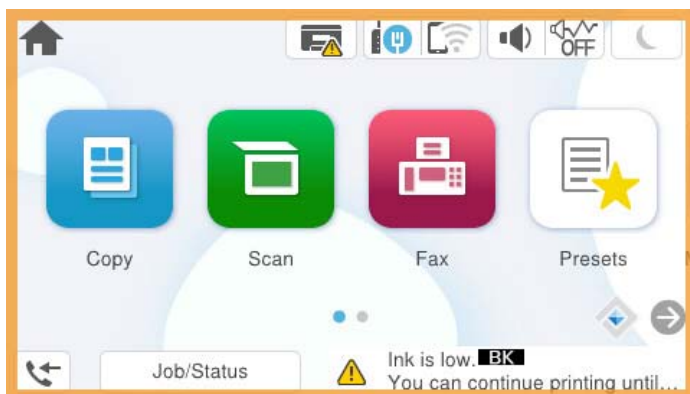 OFF
Copy
Scan
Fax
Presets
Job/Status
Ink is low. BK
You can continue printing until...